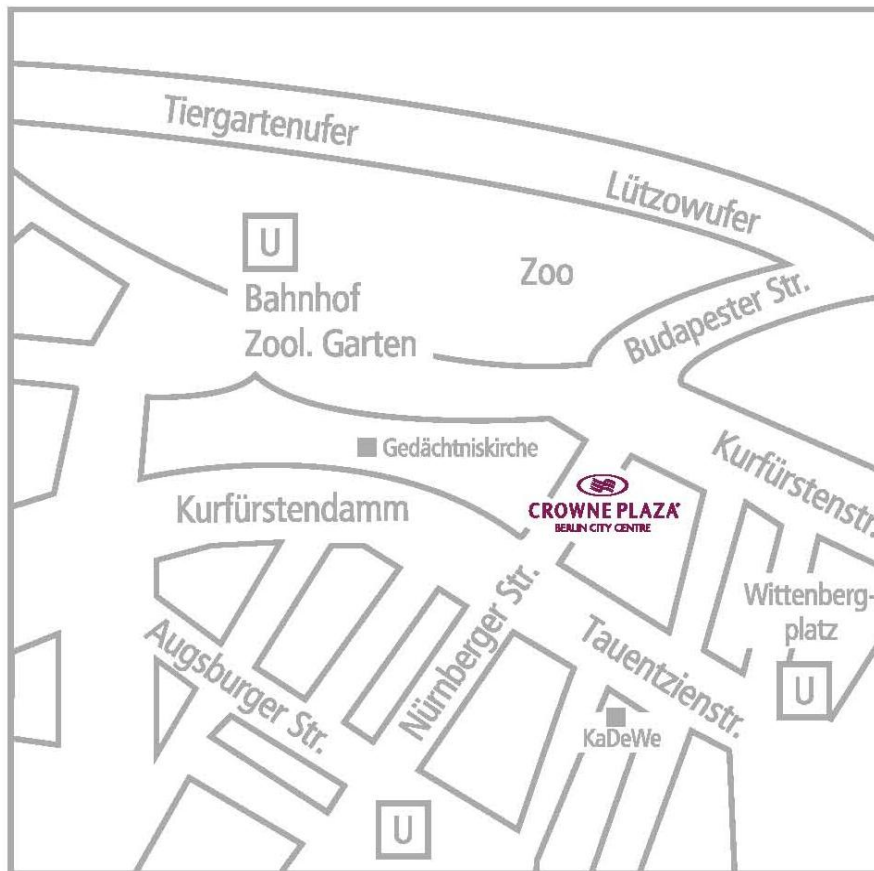 Tiergartenufer
Lützowufer
U
Bahnhof
Zool. Garten
Zoo
Budapester Str.
Gedächtniskirche
Kurfürstenstr.
Kurfürstendamm
CROWNE PLAZA
BERLIN CITY CENTRE
Wittenberg-
platz
U
Nürnberger Str.
Augsburger Str.
Tauentzienstr.
KaDeWe
U